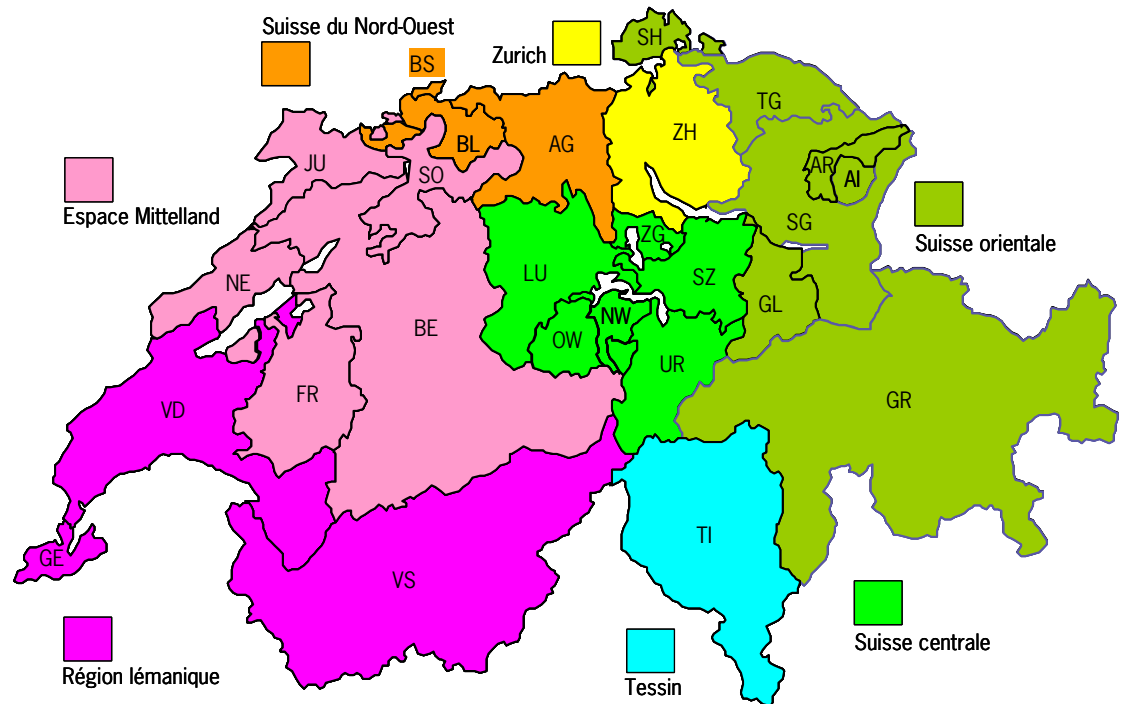 Suisse du Nord-Ouest
Zurich
SH
BS
TG
ZH
BL
AG
JU
SO
AR
AI
Espace Mittelland
SG
ZG
Suisse orientale
NE
LU
SZ
GL
NW
BE
OW
UR
FR
VD
GR
TI
GE
VS
Suisse centrale
Région lémanique
Tessin